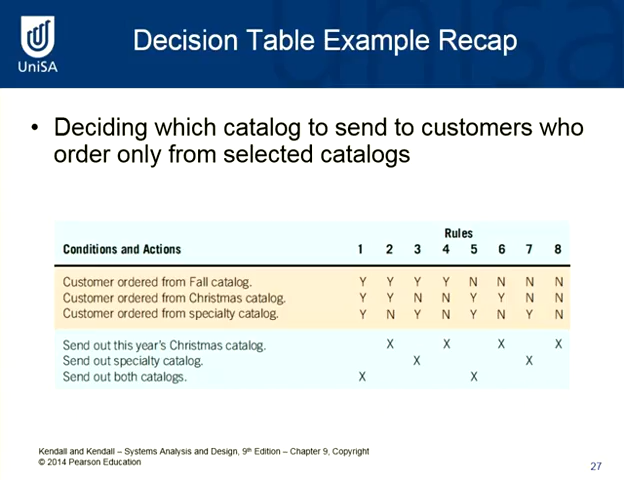 UniSA
Decision Table Example Recap
• Deciding which catalog to send to customers who
order only from selected catalogs
Rules
Conditions and Actions 1 2 3 4 5 6 7 8
Customer ordered from Fall catalog. Y Y Y Y N N N N
Customer ordered from Christmas catalog. Y Y N N Y Y N N
Customer ordered from specialty catalog. Y N Y N Y N Y N
Send out this year's Christmas catalog. X X X X
Send out specialty catalog. X X
Send out both catalogs. X X
Kendall and Kendall – Systems Analysis and Design, 9th Edition – Chapter 9, Copyright
© 2014 Pearson Education
27